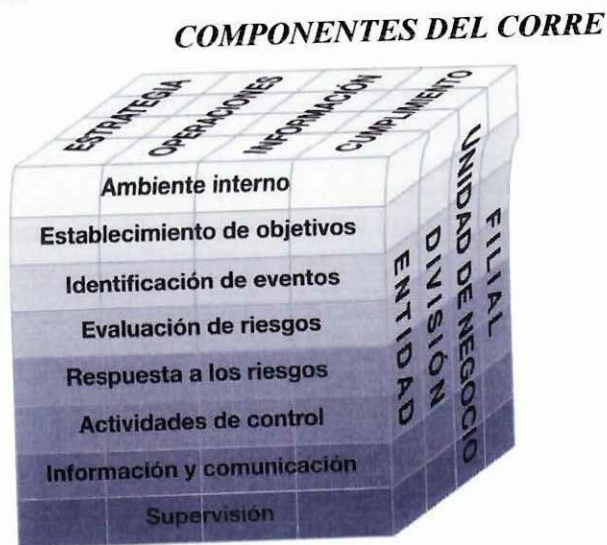 COMPONENTES DEL CORRE
ESTRATEGIA
OPERACIONES
INFORMACIÓN
CUMPLIMIENTO
Ambiente interno
Establecimiento de objetivos
Identificación de eventos
Evaluación de riesgos
Respuesta a los riesgos
Actividades de control
Información y comunicación
Supervisión
ENTIDAD
DIVISIÓN
UNIDAD DE NEGOCIO
FILIAL